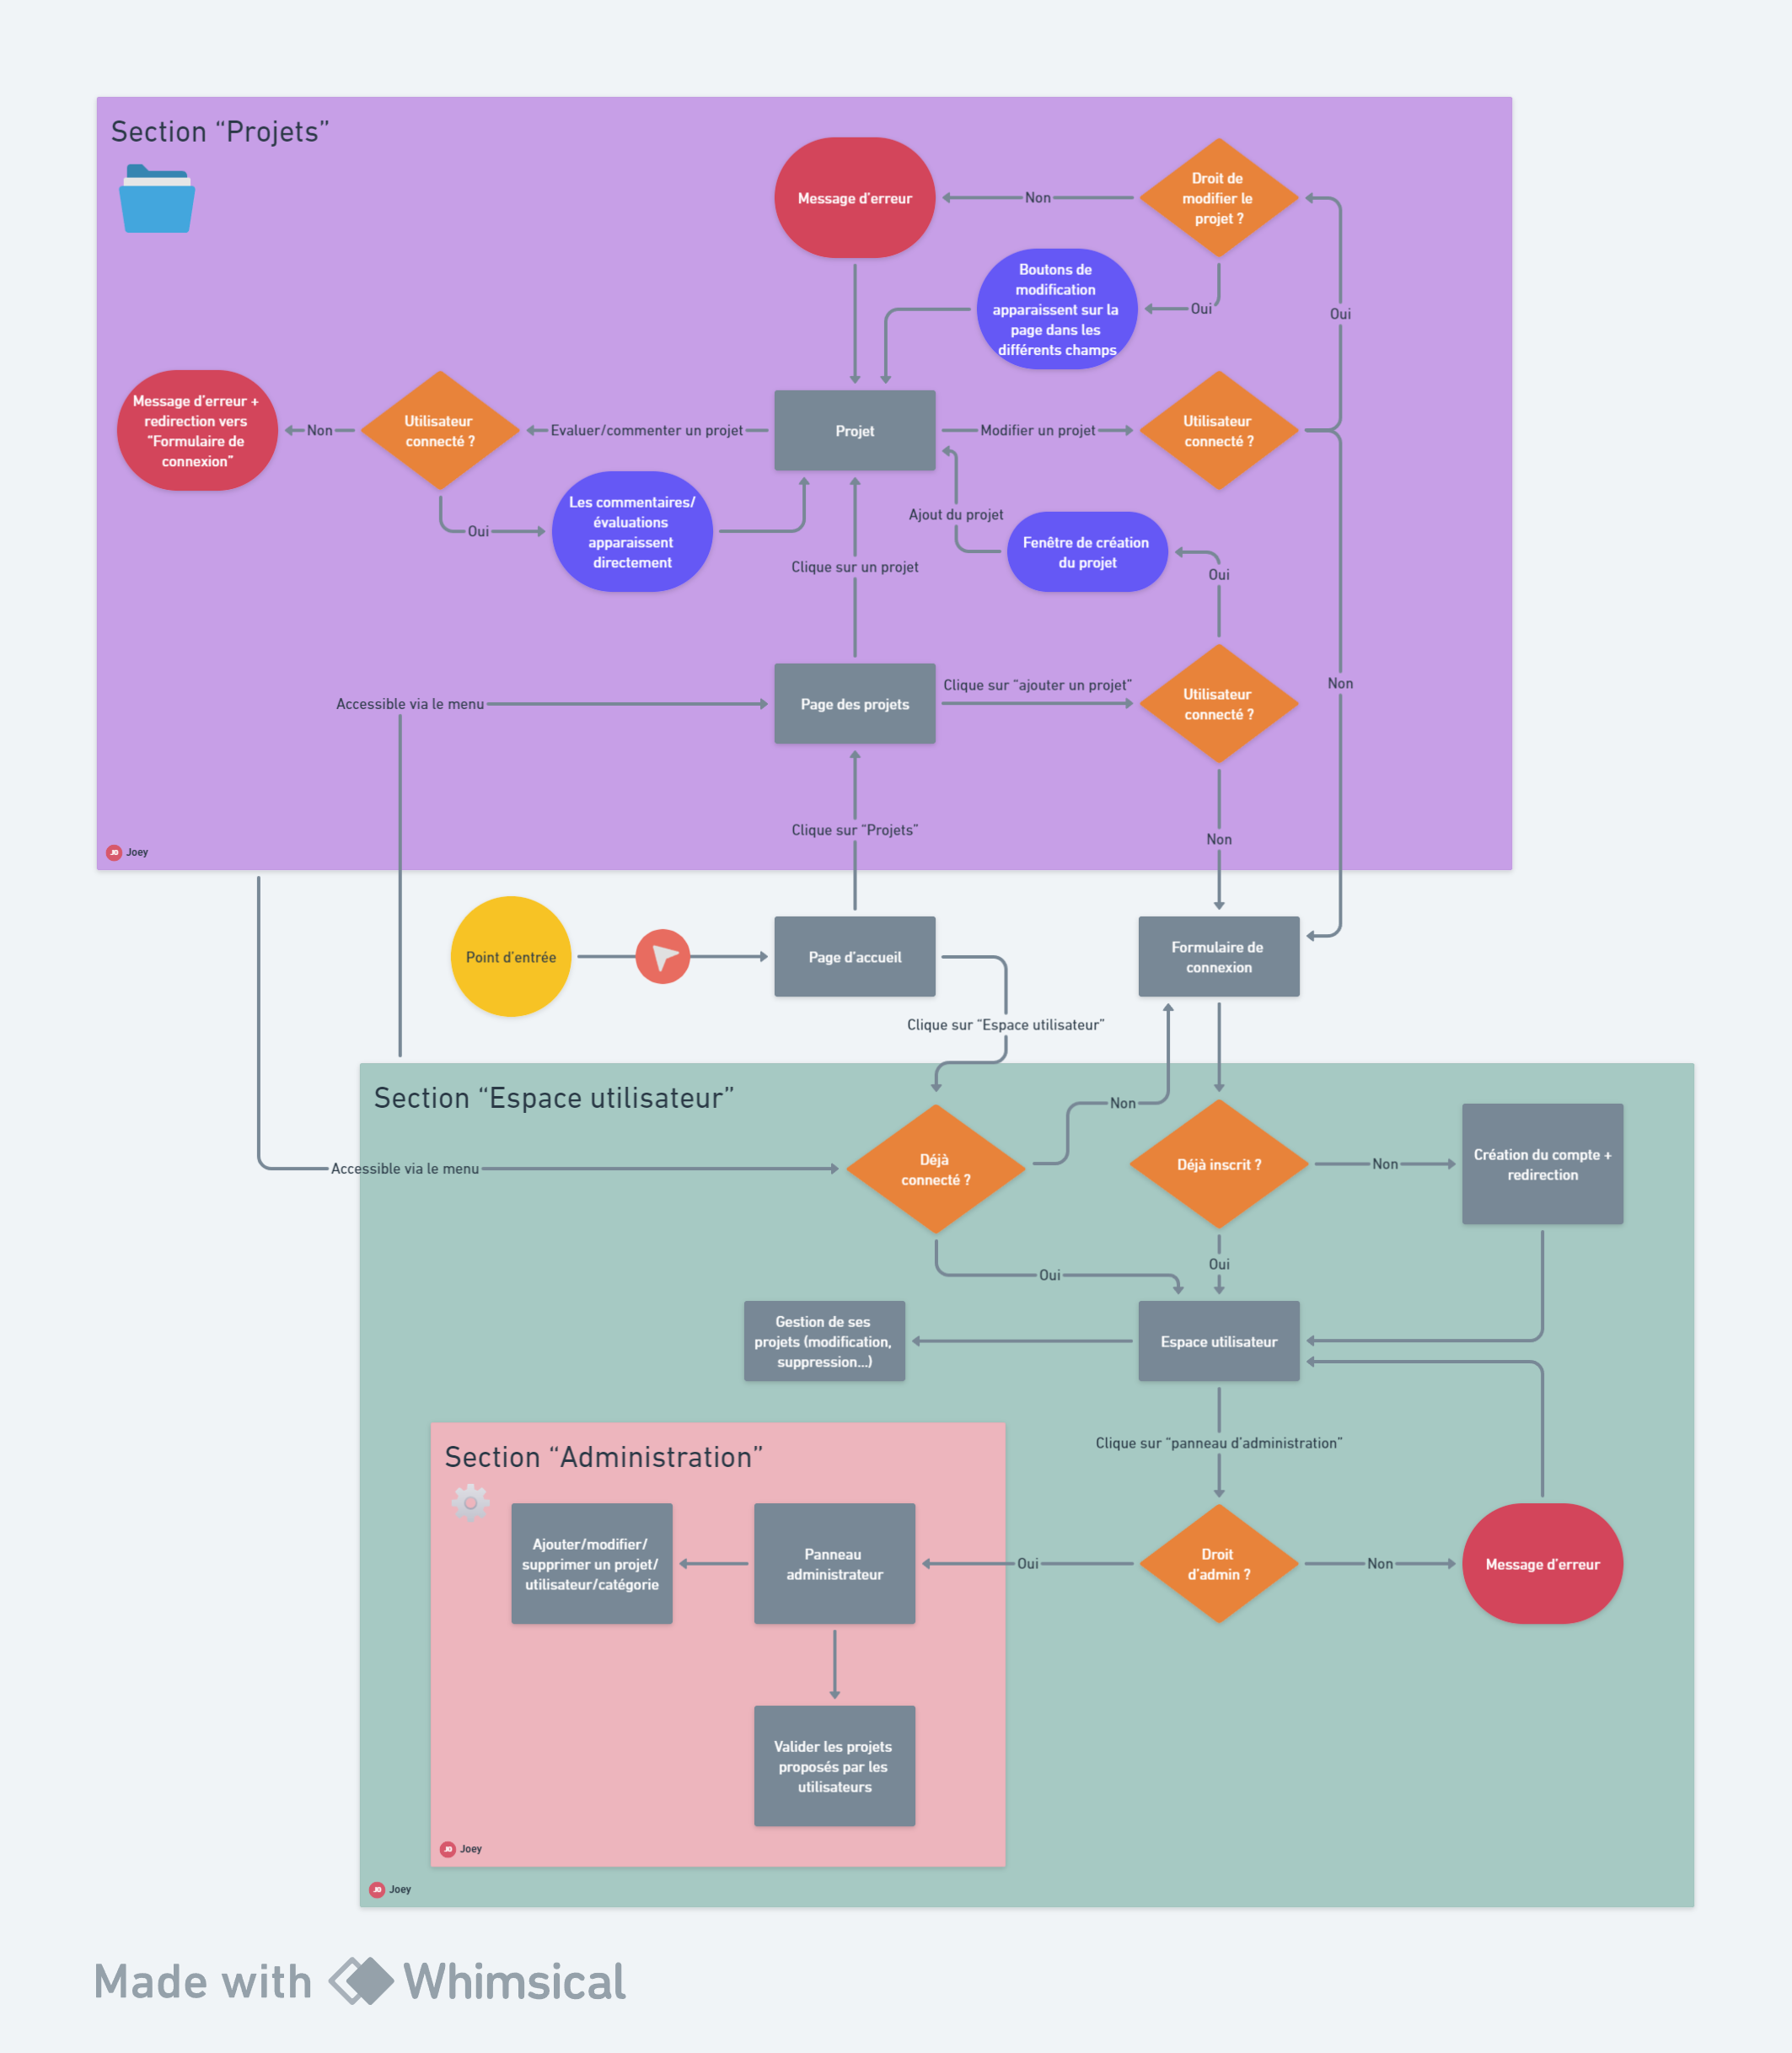 Section “Projets”
Message d’erreur
Non
Droit de
modifier le
projet ?
Boutons de
modification
apparaissent sur la
page dans les
différents champs
Oui
Oui
Message d’erreur +
redirection vers
“Formulaire de
connexion”
Non
Utilisateur
connecté ?
Evaluer/commenter un projet
Projet
Modifier un projet
Utilisateur
connecté ?
Oui
Les commentaires/
évaluations
apparaissent
directement
Ajout du projet
Fenêtre de création
du projet
Clique sur un projet
Oui
Accessible via le menu
Page des projets
Clique sur “ajouter un projet”
Utilisateur
connecté ?
Non
Clique sur “Projets”
Non
JO
Joey
Point d’entrée
Page d’accueil
Formulaire de
connexion
Clique sur “Espace utilisateur”
Section “Espace utilisateur”
Non
Accessible via le menu
Déjà
connecté ?
Déjà inscrit ?
Non
Création du compte +
redirection
Oui
Oui
Gestion de ses
projets (modification,
suppression...)
Espace utilisateur
Clique sur “panneau d’administration”
Section “Administration”
Ajouter/modifier/
supprimer un projet/
utilisateur/catégorie
Panneau
administrateur
Oui
Droit
d’admin ?
Non
Message d’erreur
Valider les projets
proposés par les
utilisateurs
JO
Joey
JO
Joey
Made with Whimsical